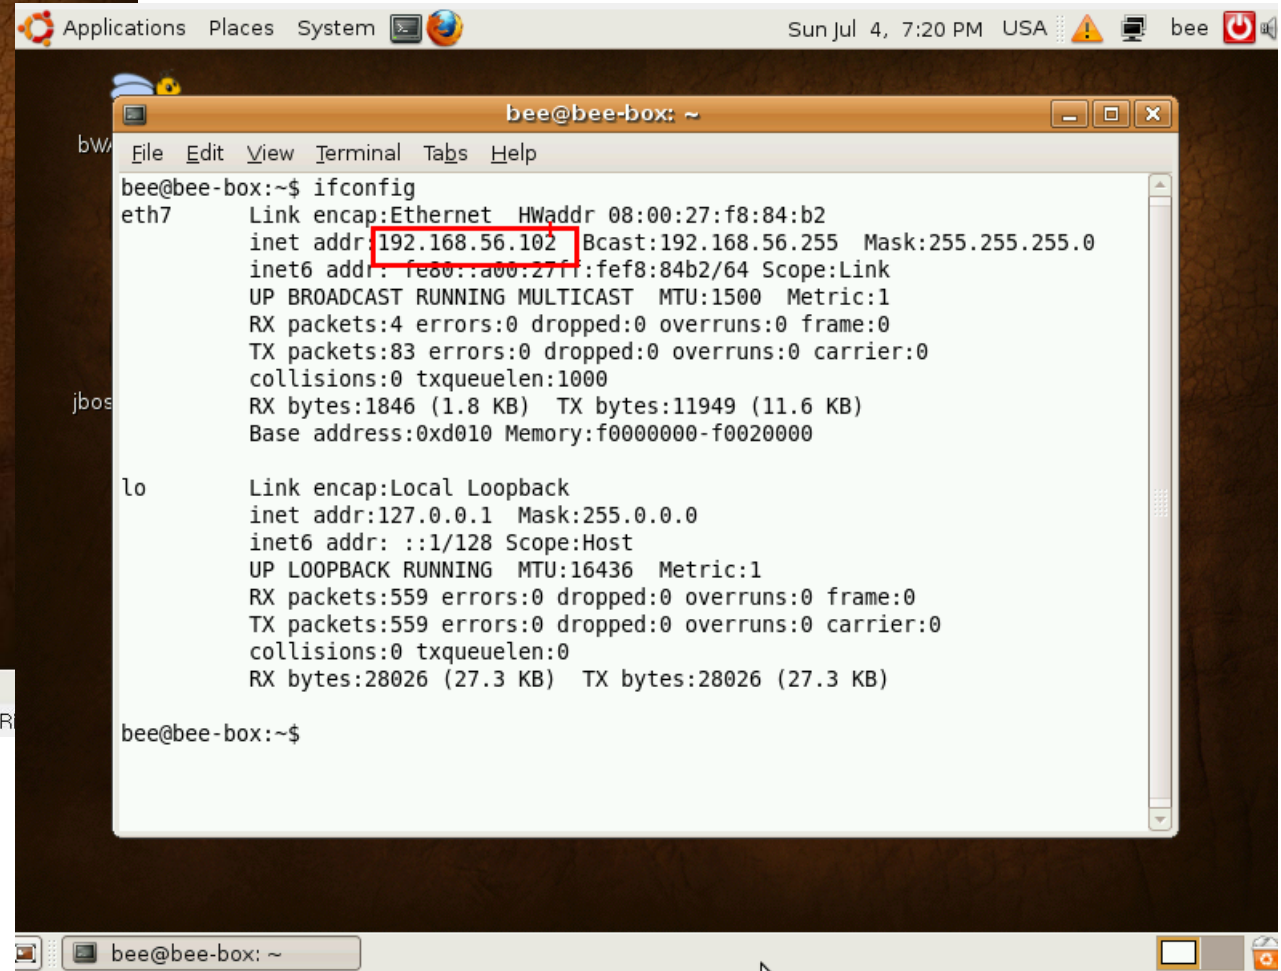 Applications Places System Sun Jul 4, 7:20 PM USA bee
bee@bee-box: ~
File Edit View Terminal Tabs Help
bee@bee-box:~$ ifconfig
eth7 Link encap:Ethernet HWaddr 08:00:27:f8:84:b2
inet addr:192.168.56.102 Bcast:192.168.56.255 Mask:255.255.255.0
inet6 addr: fe80::a00:27ff:fef8:84b2/64 Scope:Link
UP BROADCAST RUNNING MULTICAST MTU:1500 Metric:1
RX packets:4 errors:0 dropped:0 overruns:0 frame:0
TX packets:83 errors:0 dropped:0 overruns:0 carrier:0
collisions:0 txqueuelen:1000
RX bytes:1846 (1.8 KB) TX bytes:11949 (11.6 KB)
Base address:0xd010 Memory:f0000000-f0020000
lo Link encap:Local Loopback
inet addr:127.0.0.1 Mask:255.0.0.0
inet6 addr: ::1/128 Scope:Host
UP LOOPBACK RUNNING MTU:16436 Metric:1
RX packets:559 errors:0 dropped:0 overruns:0 frame:0
TX packets:559 errors:0 dropped:0 overruns:0 carrier:0
collisions:0 txqueuelen:0
RX bytes:28026 (27.3 KB) TX bytes:28026 (27.3 KB)
bee@bee-box:~$
bee@bee-box: ~